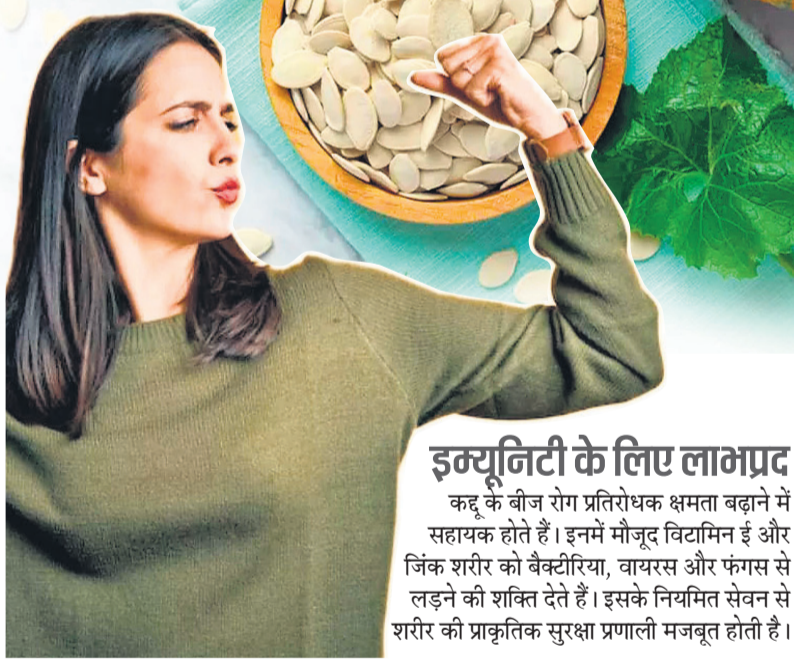 इम्यूनिटी के लिए लाभप्रद
कद्दू के बीज रोग प्रतिरोधक क्षमता बढ़ाने में
सहायक होते हैं। इनमें मौजूद विटामिन ई और
जिंक शरीर को बैक्टीरिया, वायरस और फंगस से
लड़ने की शक्ति देते हैं। इसके नियमित सेवन से
शरीर की प्राकृतिक सुरक्षा प्रणाली मजबूत होती है।